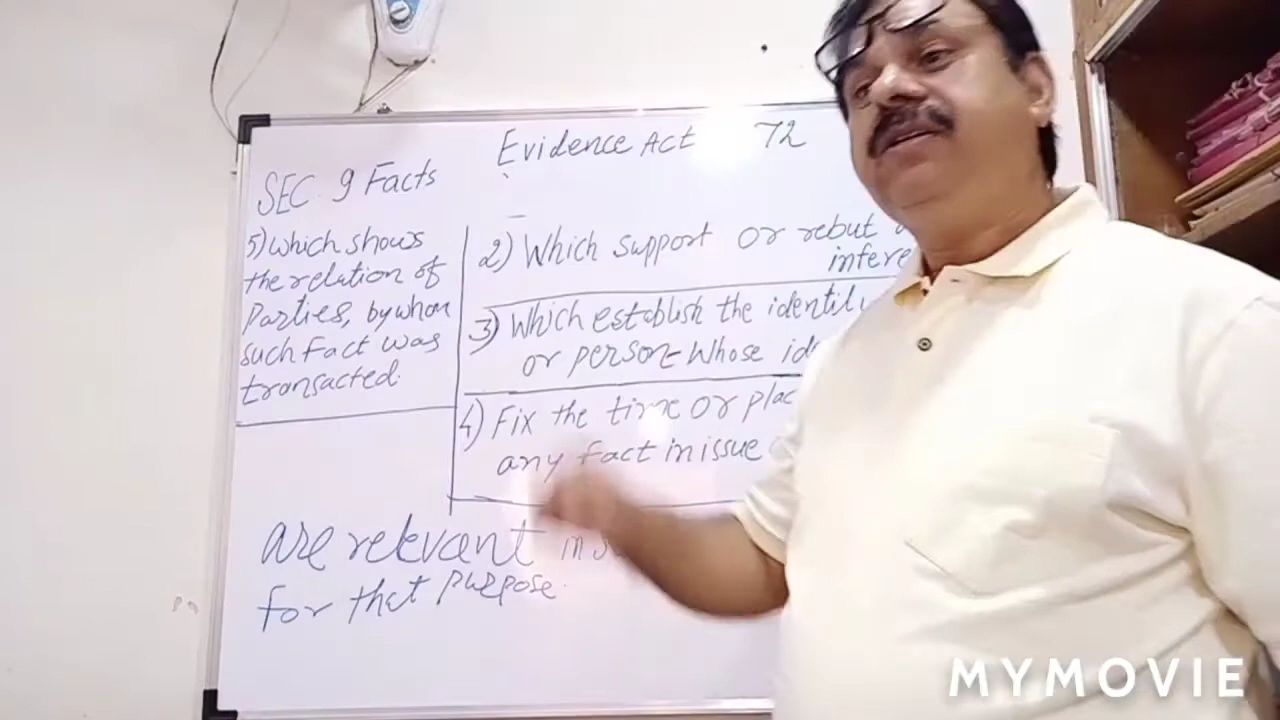 Evidence Act 72
SEC 9 Facts
5) which shows
the relation of
Parties, by whom
such Fact was
transacted.
2) Which support or rebut
infere
3) Which establish the identity
or person Whose id
4) Fix the time or plac
any fact in issue
are relevant in
for that purpose.
MYMOVIE